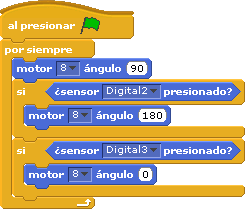 al presionar
por siempre
motor 8 ángulo 90
si ¿sensor Digital2 presionado?
motor 8 ángulo 180
si ¿sensor Digital3 presionado?
motor 8 ángulo 0